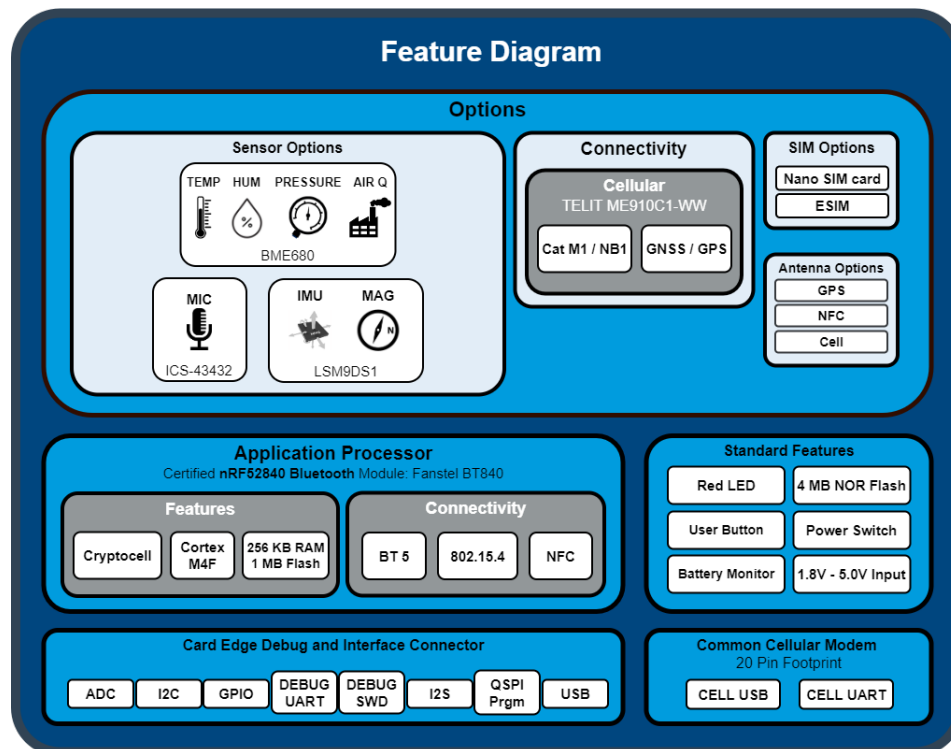 Feature Diagram
Options
Sensor Options
TEMP HUM PRESSURE AIR Q
%
BME680
MIC
ICS-43432
IMU MAG
N
LSM9DS1
Connectivity
Cellular
TELIT ME910C1-WW
Cat M1 / NB1 GNSS / GPS
SIM Options
Nano SIM card
ESIM
Antenna Options
GPS
NFC
Cell
Application Processor
Certified nRF52840 Bluetooth Module: Fanstel BT840
Features
Cryptocell
Cortex
M4F
256 KB RAM
1 MB Flash
Connectivity
BT 5 802.15.4 NFC
Standard Features
Red LED 4 MB NOR Flash
User Button Power Switch
Battery Monitor 1.8V - 5.0V Input
Card Edge Debug and Interface Connector
ADC
I2C
GPIO
DEBUG
UART
DEBUG
SWD
I2S
QSPI
Prgm
USB
Common Cellular Modem
20 Pin Footprint
CELL USB CELL UART